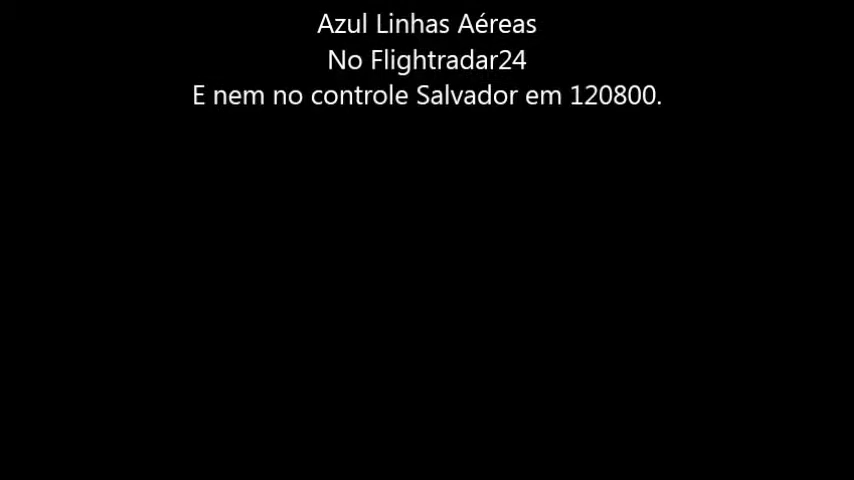 Azul Linhas Aéreas
No Flightradar24
E nem no controle Salvador em 120800.